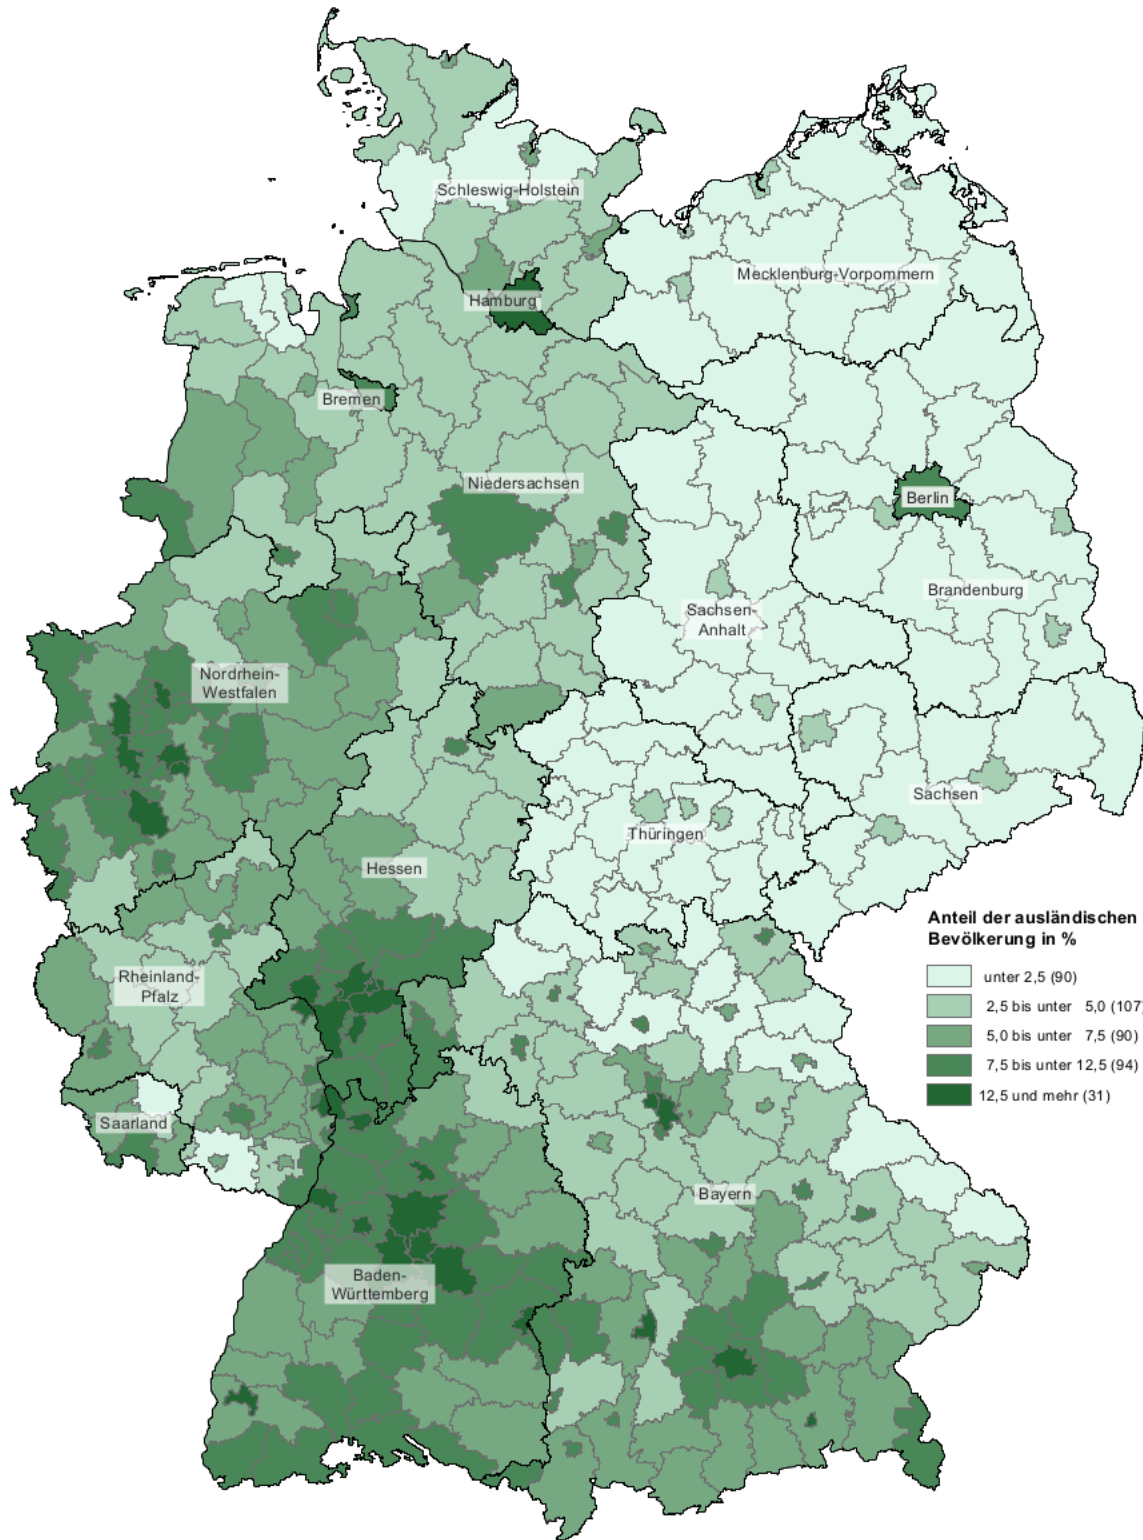 Schleswig-Holstein
Mecklenburg-Vorpommern
Hamburg
Bremen
Niedersachsen
Berlin
Brandenburg
Sachsen-
Anhalt
Nordrhein-
Westfalen
Sachsen
Thüringen
Hessen
Rheinland-
Pfalz
Saarland
Bayern
Baden-
Württemberg
Anteil der ausländischen
Bevölkerung in %
unter 2,5 (90)
2,5 bis unter 5,0 (107)
5,0 bis unter 7,5 (90)
7,5 bis unter 12,5 (94)
12,5 und mehr (31)